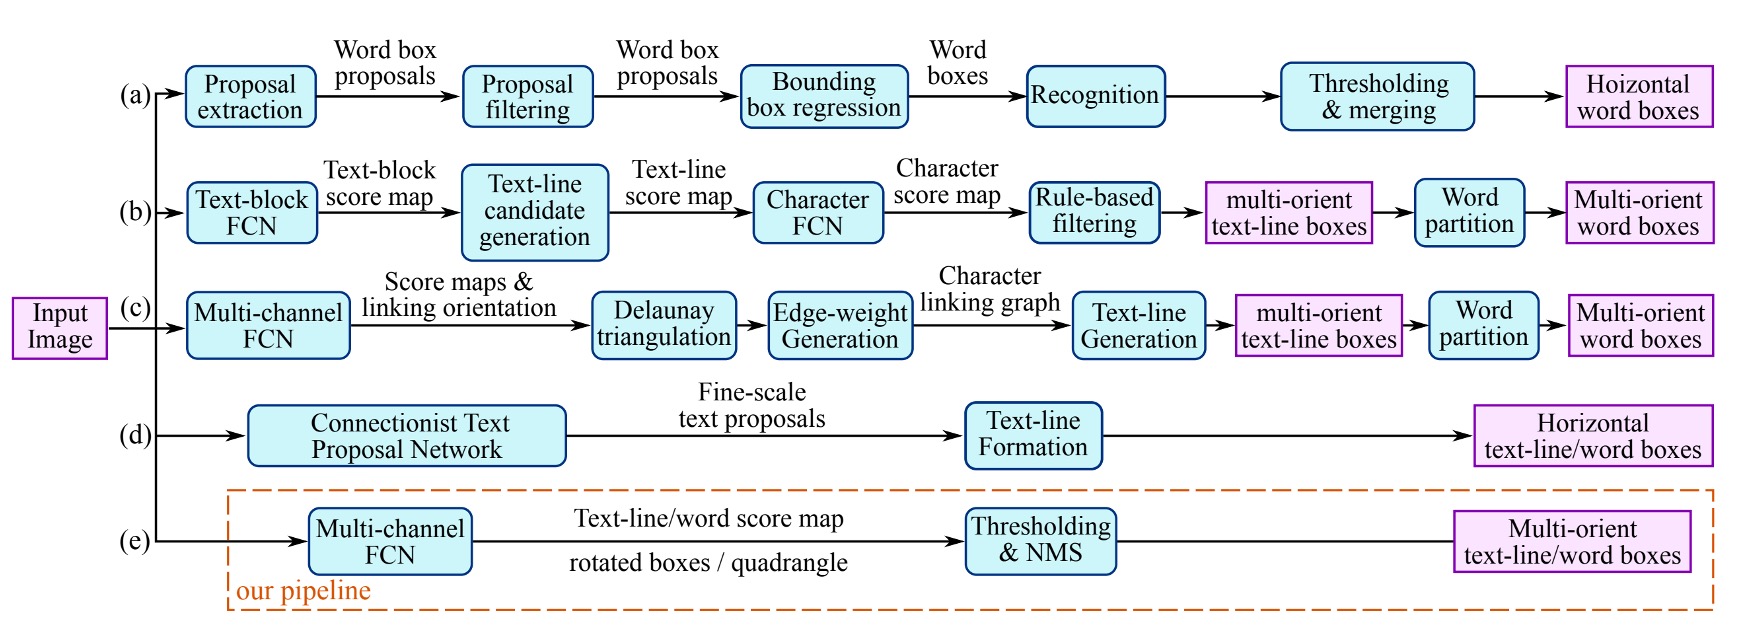 Input
Image
(a)
Proposal
extraction
Word box
proposals
Proposal
filtering
Word box
proposals
Bounding
box regression
Word
boxes
Recognition
Thresholding
& merging
Hoizontal
word boxes
(b)
Text-block
FCN
Text-block
score map
Text-line
candidate
generation
Text-line
score map
Character
FCN
Character
score map
Rule-based
filtering
multi-orient
text-line boxes
Word
partition
Multi-orient
word boxes
(c)
Multi-channel
FCN
Score maps &
linking orientation
Delaunay
triangulation
Edge-weight
Generation
Character
linking graph
Text-line
Generation
multi-orient
text-line boxes
Word
partition
Multi-orient
word boxes
(d)
Connectionist Text
Proposal Network
Fine-scale
text proposals
Text-line
Formation
Horizontal
text-line/word boxes
(e)
Multi-channel
FCN
Text-line/word score map
rotated boxes / quadrangle
Thresholding
& NMS
Multi-orient
text-line/word boxes
our pipeline